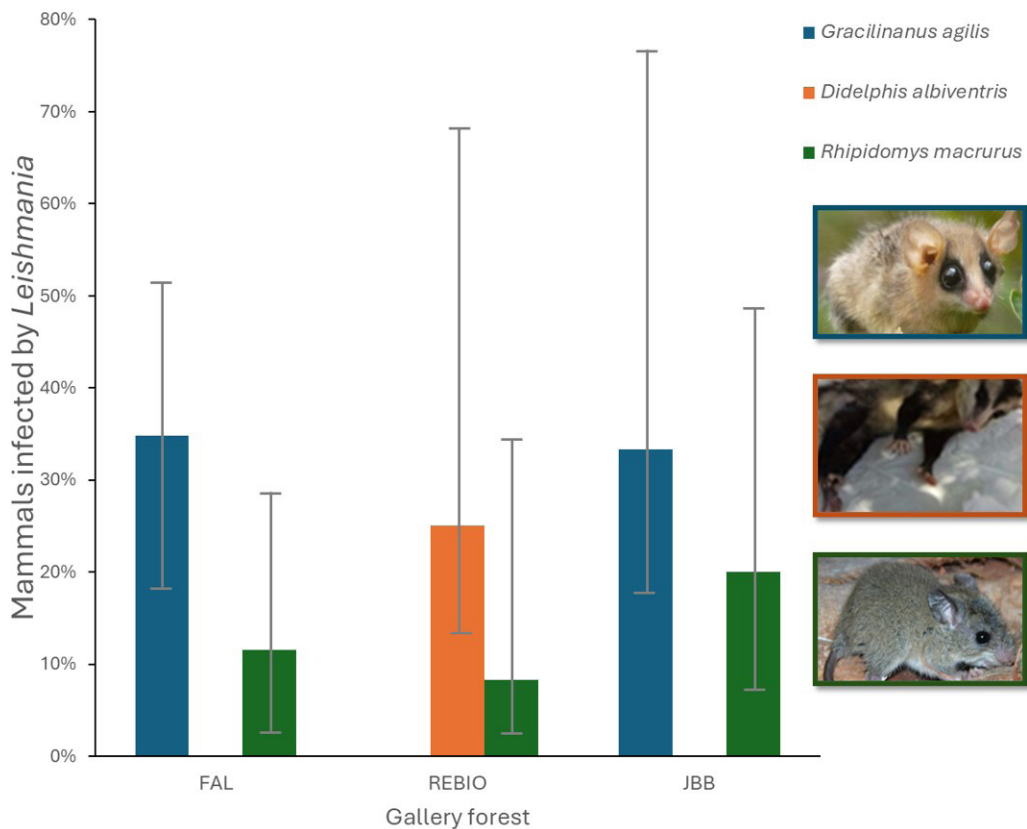 80%
70%
60%
50%
40%
30%
20%
10%
0%
Mammals infected by Leishmania
FAL
REBIO
JBB
Gallery forest
Gracilinanus agilis
Didelphis albiventris
Rhipidomys macrurus